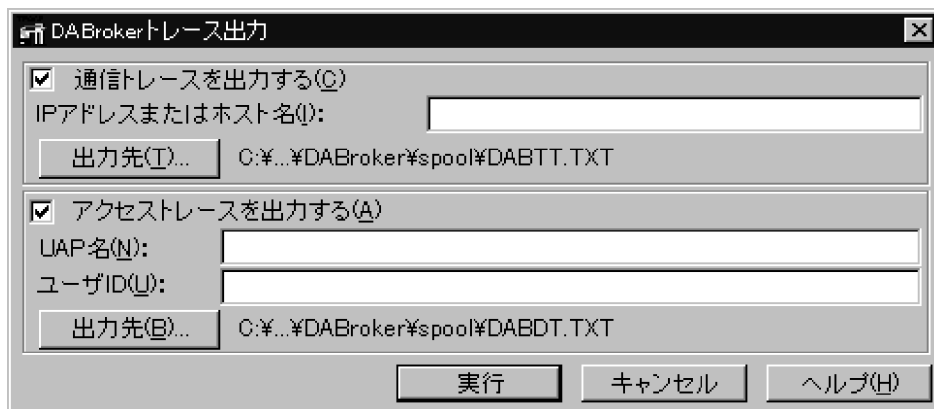 DABrokerトレース出力
通信トレースを出力する(C)
IPアドレスまたはホスト名(I):
出力先(T)... C:¥...¥DABroker¥spool¥DABTT.TXT
アクセストレースを出力する(A)
UAP名(N):
ユーザID(U):
出力先(B)... C:¥...¥DABroker¥spool¥DABDT.TXT
実行 キャンセル ヘルプ(H)